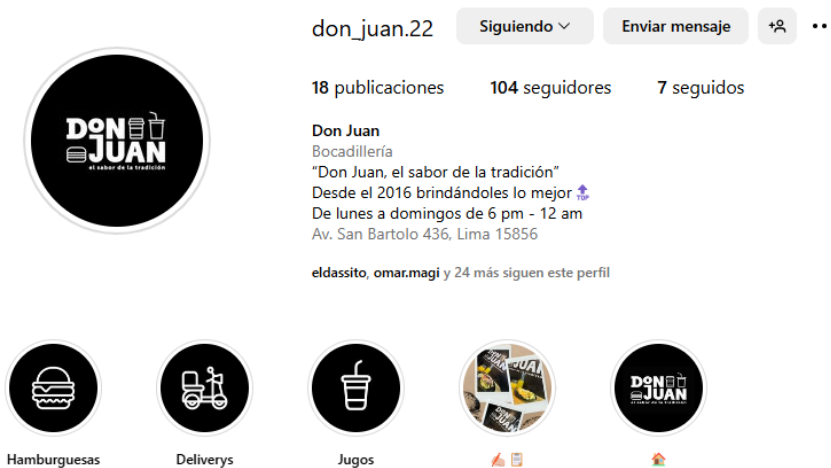 don_juan.22 Siguiendo Enviar mensaje
18 publicaciones 104 seguidores 7 seguidos
DON
JUAN
el sabor de la tradición
Don Juan
Bocadillería
“Don Juan, el sabor de la tradición”
Desde el 2016 brindándoles lo mejor 🔝
De lunes a domingos de 6 pm - 12 am
Av. San Bartolo 436, Lima 15856
eldassito, omar.magi y 24 más siguen este perfil
DON
JUAN
Hamburguesas Deliverys Jugos ✍🏻📋 🏠